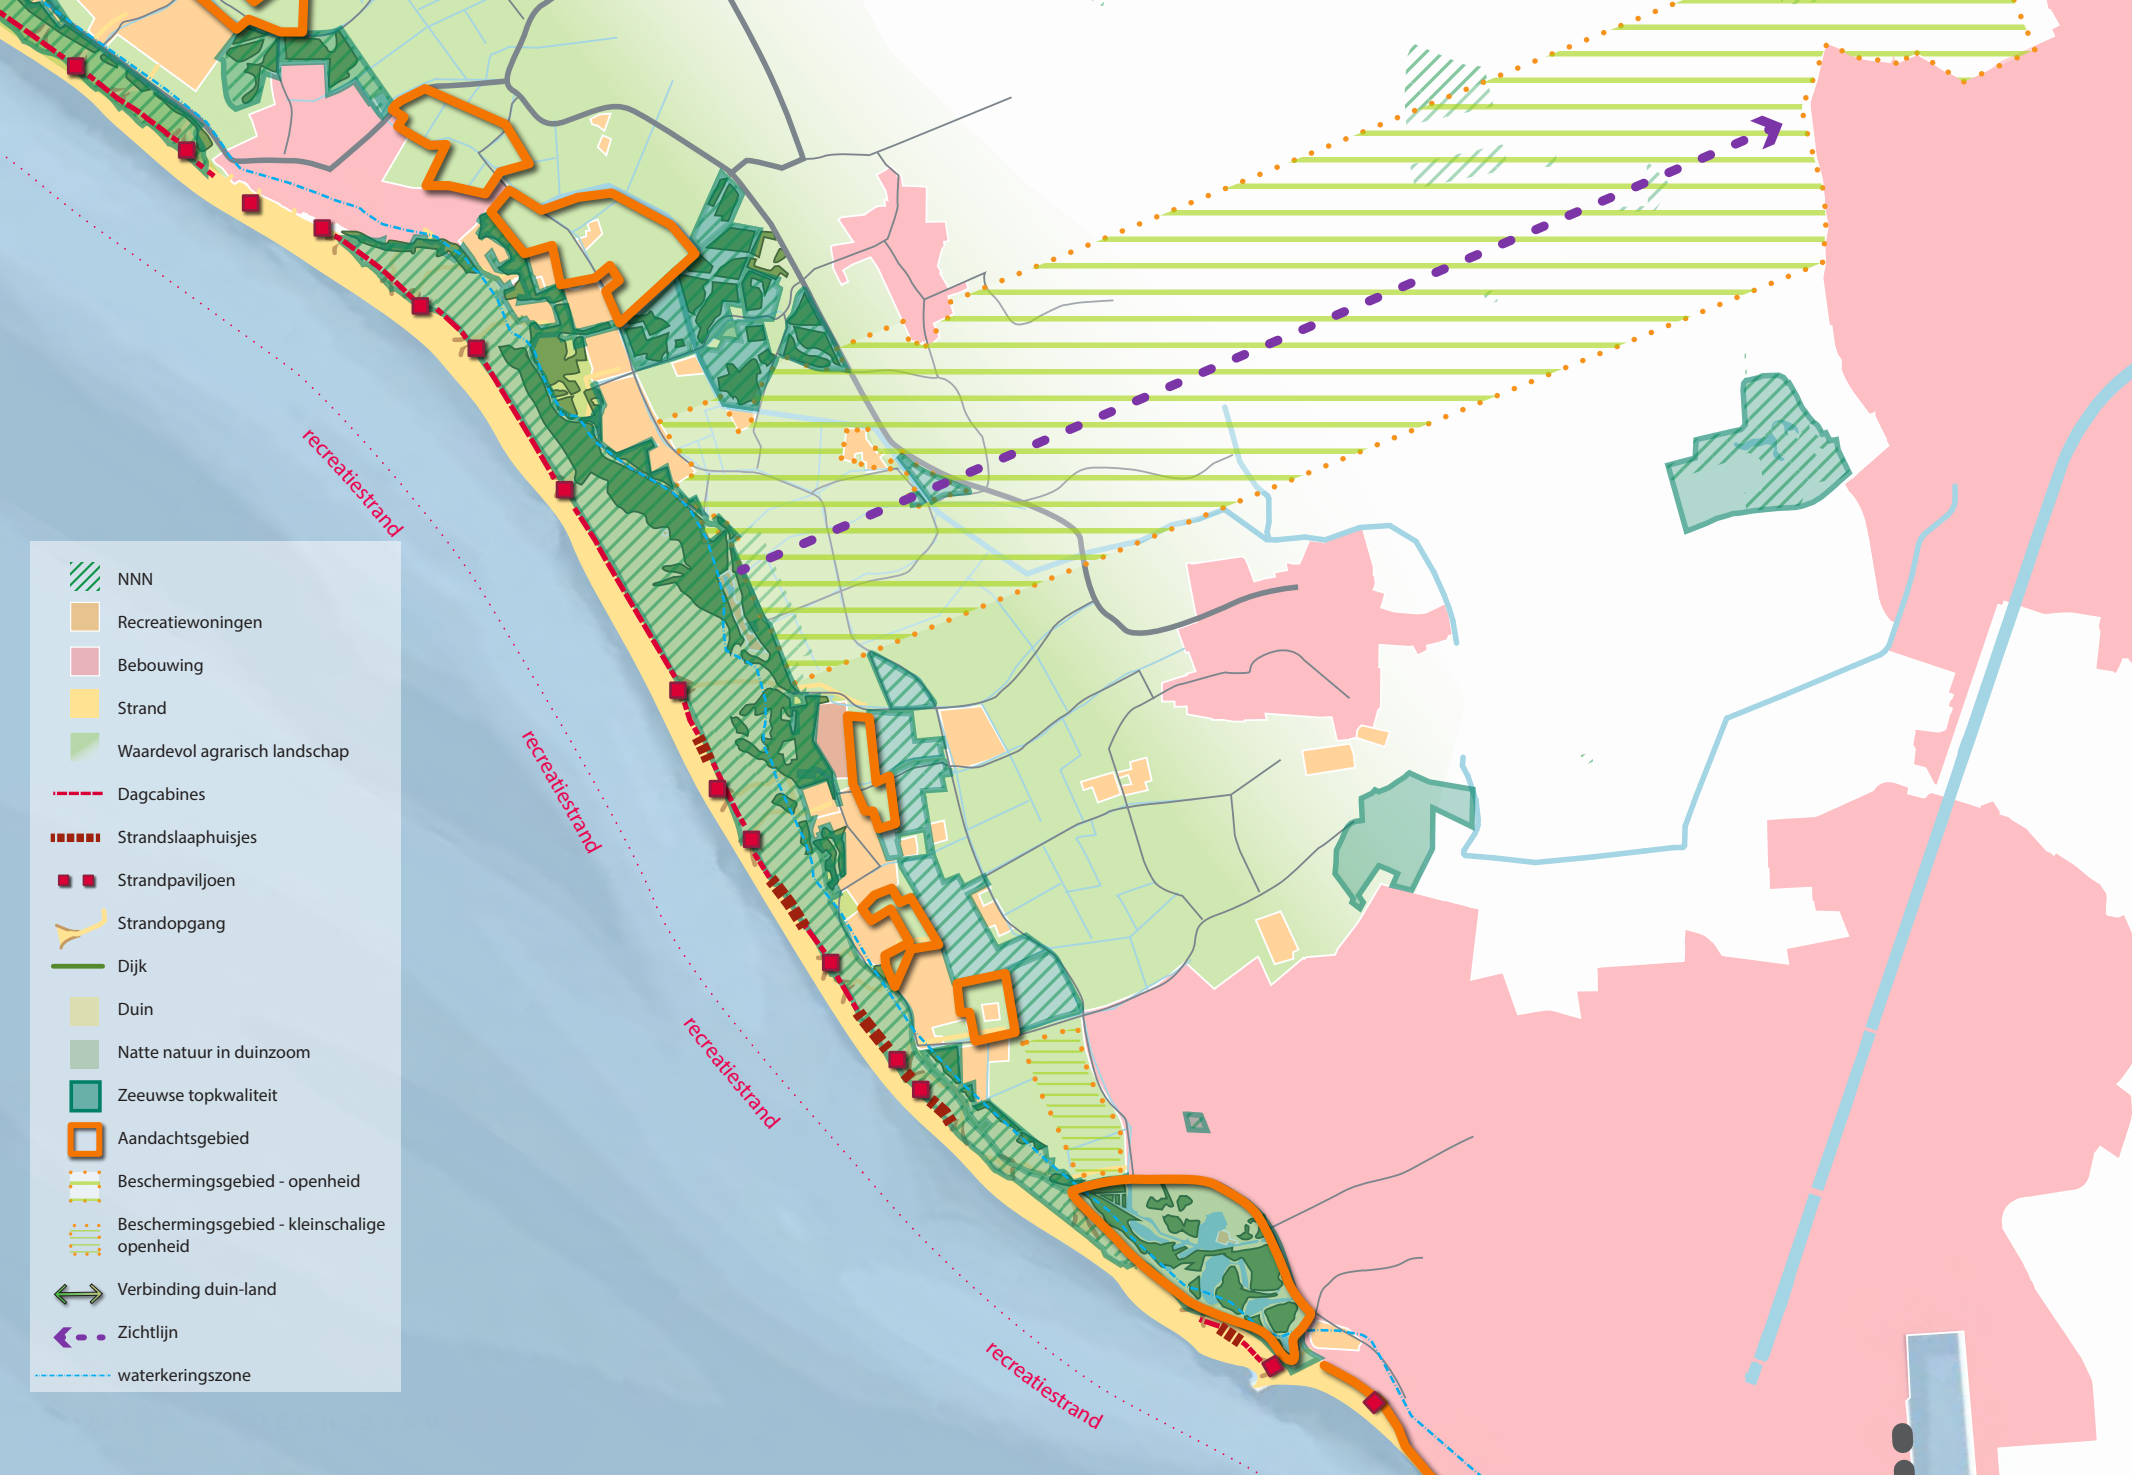 recreatiestrand
recreatiestrand
recreatiestrand
recreatiestrand
NNN
Recreatiewoningen
Bebouwing
Strand
Waardevol agrarisch landschap
Dagcabines
Strandslaaphuisjes
Strandpaviljoen
Strandopgang
Dijk
Duin
Natte natuur in duinzoom
Zeeuwse topkwaliteit
Aandachtsgebied
Beschermingsgebied - openheid
Beschermingsgebied - kleinschalige
openheid
Verbinding duin-land
Zichtlijn
waterkeringszone